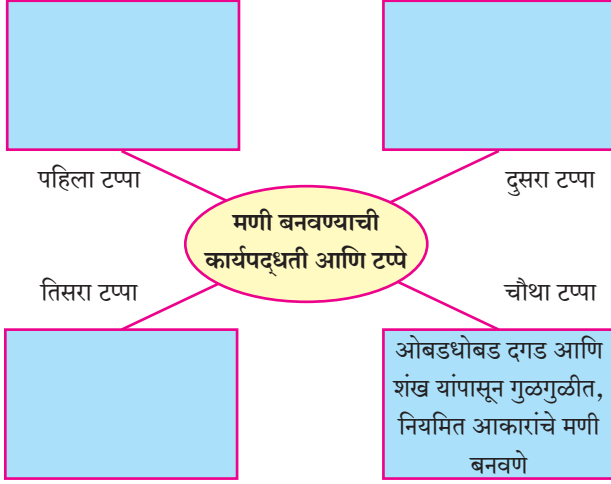 पहिला टप्पा
दुसरा टप्पा
मणी बनवण्याची
कार्यपद्धती आणि टप्पे
तिसरा टप्पा
चौथा टप्पा
ओबडधोबड दगड आणि
शंख यांपासून गुळगुळीत,
नियमित आकारांचे मणी
बनवणे